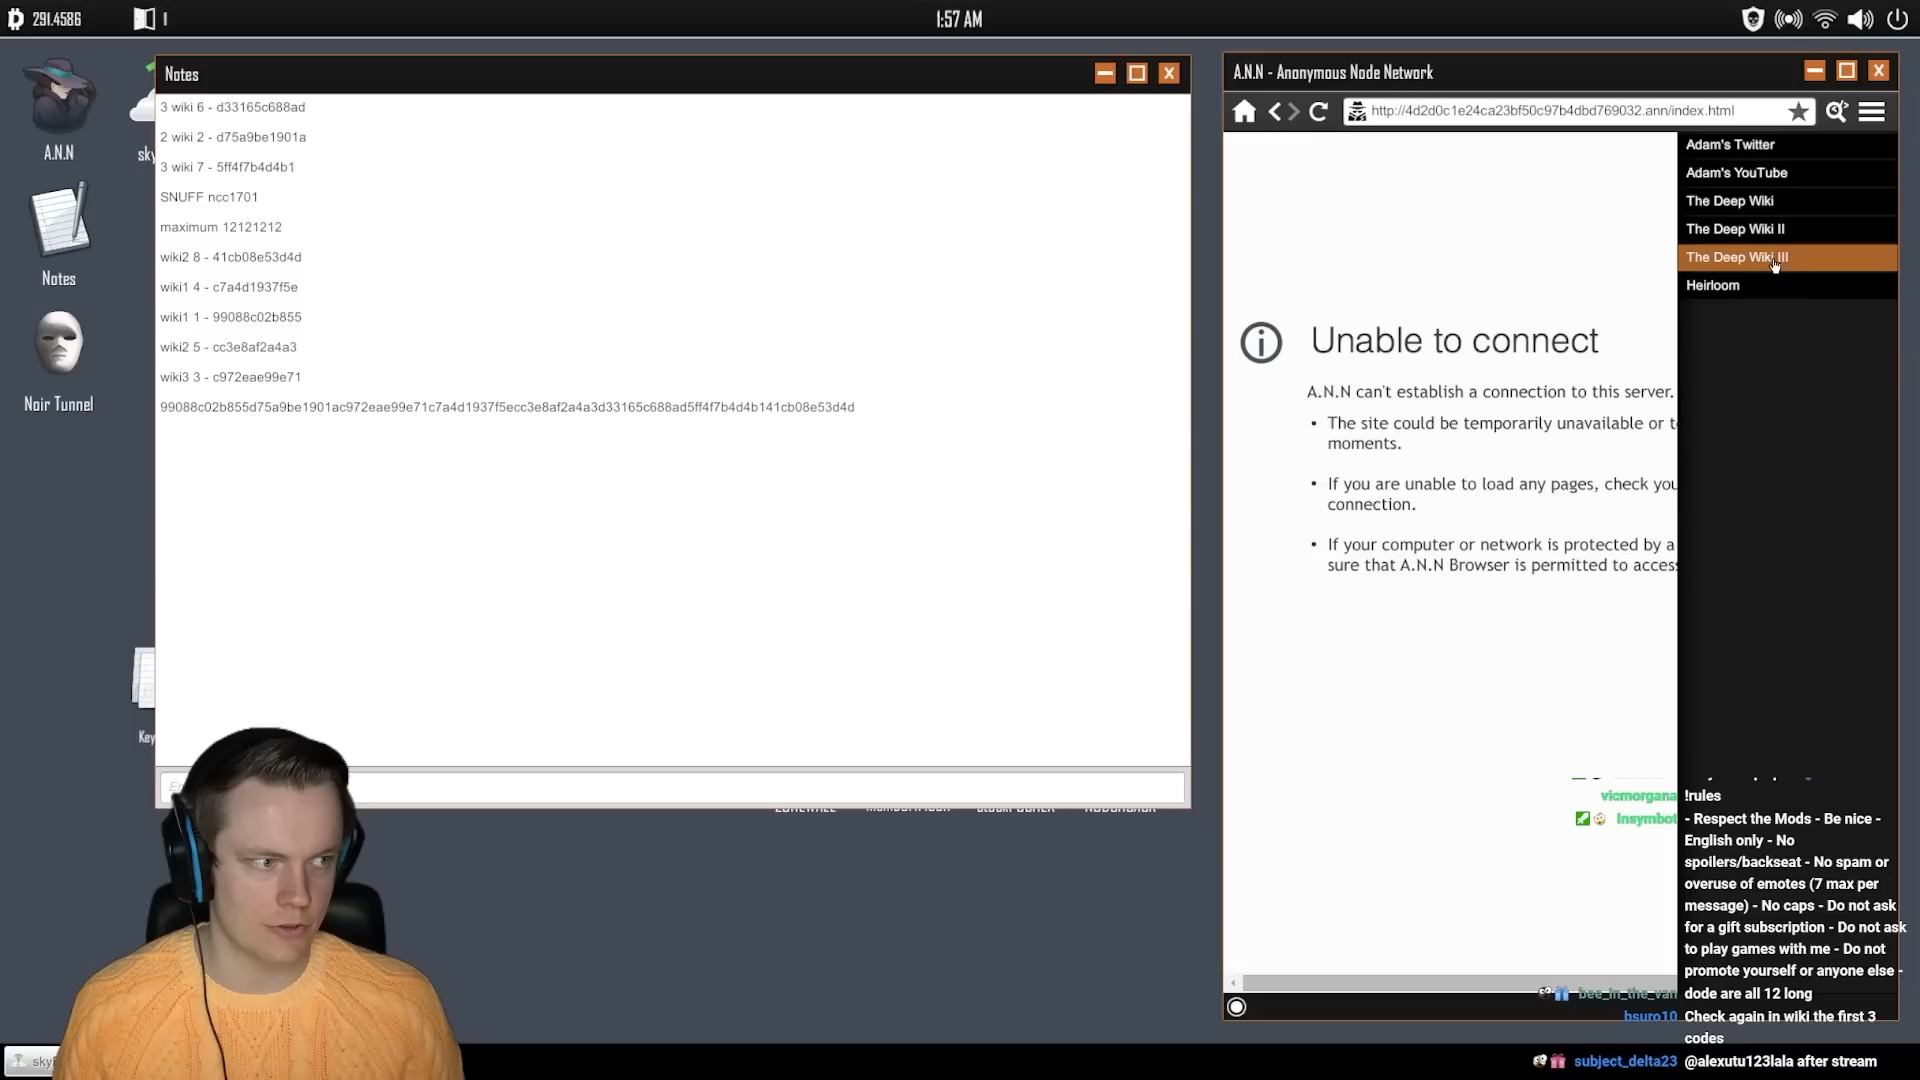 291.4586
1
1:57 AM
A.N.N
Notes
Noir Tunnel
Notes
3 wiki 6 - d33165c688ad
2 wiki 2 - d75a9be1901a
3 wiki 7 - 5ff4f7b4d4b1
SNUFF ncc1701
maximum 12121212
wiki2 8 - 41cb08e53d4d
wiki1 4 - c7a4d1937f5e
wiki1 1 - 99088c02b855
wiki2 5 - cc3e8af2a4a3
wiki3 3 - c972eae99e71
99088c02b855d75a9be1901ac972eae99e71c7a4d1937f5ecc3e8af2a4a3d33165c688ad5ff4f7b4d4b141cb08e53d4d
A.N.N - Anonymous Node Network
http://4d2d0c1e24ca23bf50c97b4dbd769032.ann/index.html
Adam's Twitter
Adam's YouTube
The Deep Wiki
The Deep Wiki II
The Deep Wiki III
Heirloom
Unable to connect
A.N.N can't establish a connection to this server.
• The site could be temporarily unavailable or
moments.
• If you are unable to load any pages, check
connection.
• If your computer or network is protected by a
sure that A.N.N Browser is permitted to
vicmorgana !rules
Insymbot
- Respect the Mods - Be nice -
English only - No
spoilers/backseat - No spam or
overuse of emotes (7 max per
message) - No caps - Do not ask
for a gift subscription - Do not ask
to play games with me - Do not
promote yourself or anyone else -
bee_in_the_van dode are all 12 long
bsuro10 Check again in wiki the first 3
codes
subject_delta23 @alexutu123lala after stream